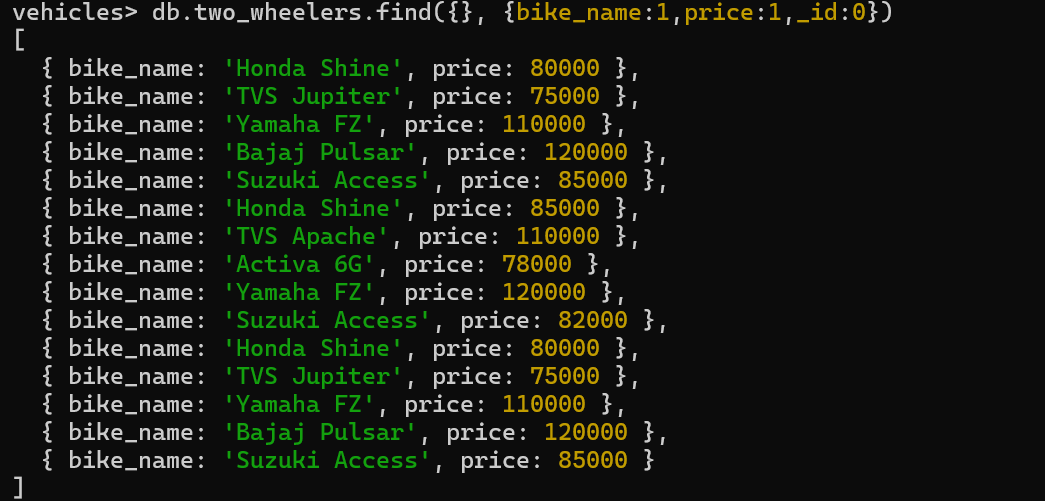 vehicles> db.two_wheelers.find({}, {bike_name:1,price:1,_id:0})
[
  { bike_name: 'Honda Shine', price: 80000 },
  { bike_name: 'TVS Jupiter', price: 75000 },
  { bike_name: 'Yamaha FZ', price: 110000 },
  { bike_name: 'Bajaj Pulsar', price: 120000 },
  { bike_name: 'Suzuki Access', price: 85000 },
  { bike_name: 'Honda Shine', price: 85000 },
  { bike_name: 'TVS Apache', price: 110000 },
  { bike_name: 'Activa 6G', price: 78000 },
  { bike_name: 'Yamaha FZ', price: 120000 },
  { bike_name: 'Suzuki Access', price: 82000 },
  { bike_name: 'Honda Shine', price: 80000 },
  { bike_name: 'TVS Jupiter', price: 75000 },
  { bike_name: 'Yamaha FZ', price: 110000 },
  { bike_name: 'Bajaj Pulsar', price: 120000 },
  { bike_name: 'Suzuki Access', price: 85000 }
]